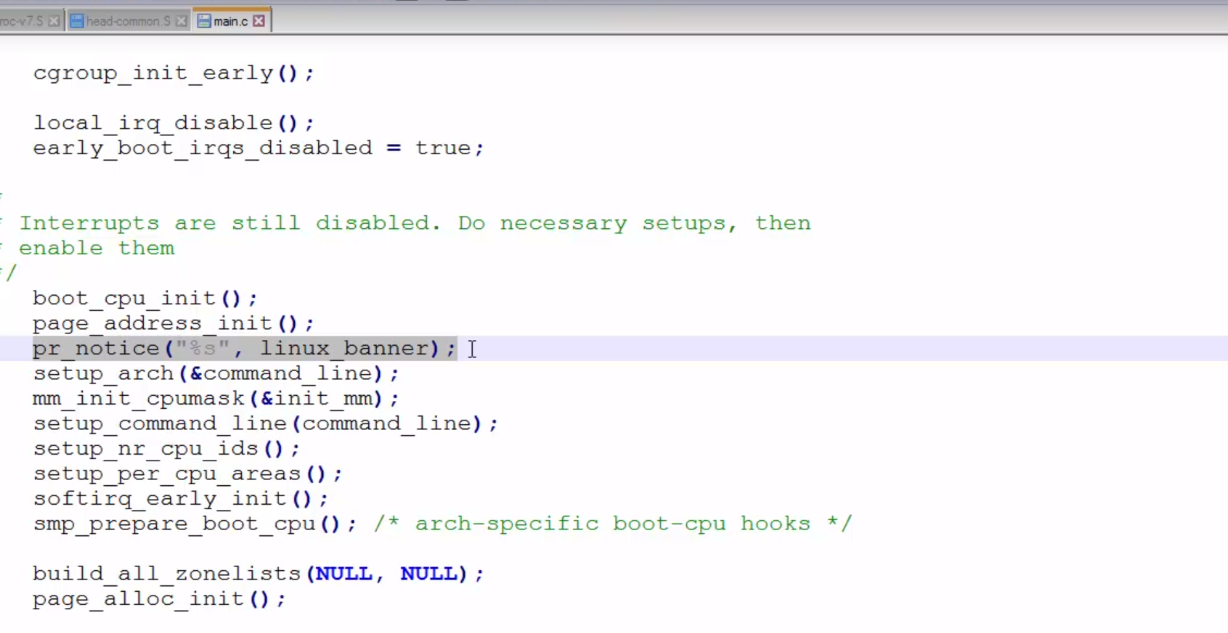 roc-v7.S head-common.S main.c
cgroup_init_early();
local_irq_disable();
early_boot_irqs_disabled = true;
* Interrupts are still disabled. Do necessary setups, then
* enable them
*/
boot_cpu_init();
page_address_init();
pr_notice("%s", linux_banner);
setup_arch(&command_line);
mm_init_cpumask(&init_mm);
setup_command_line(command_line);
setup_nr_cpu_ids();
setup_per_cpu_areas();
softirq_early_init();
smp_prepare_boot_cpu(); /* arch-specific boot-cpu hooks */
build_all_zonelists(NULL, NULL);
page_alloc_init();